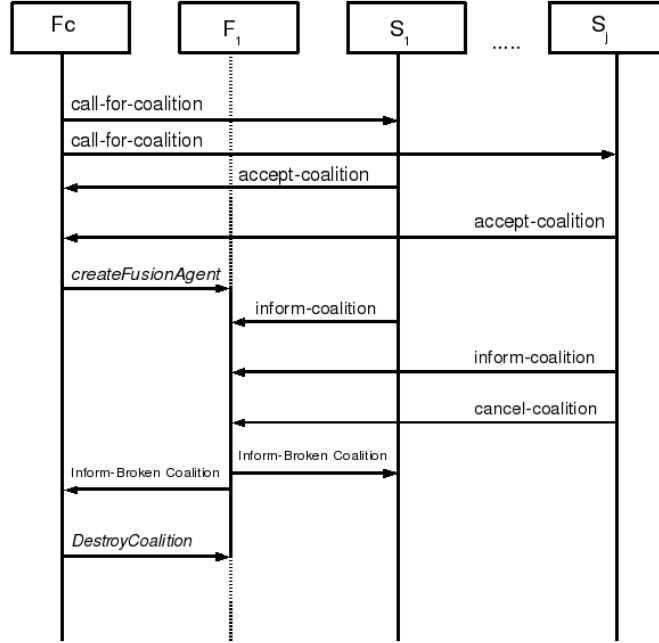 Fc F1 S1 ..... Sj
call-for-coalition
call-for-coalition
accept-coalition
accept-coalition
createFusionAgent
inform-coalition
inform-coalition
cancel-coalition
Inform-Broken Coalition
Inform-Broken Coalition
DestroyCoalition